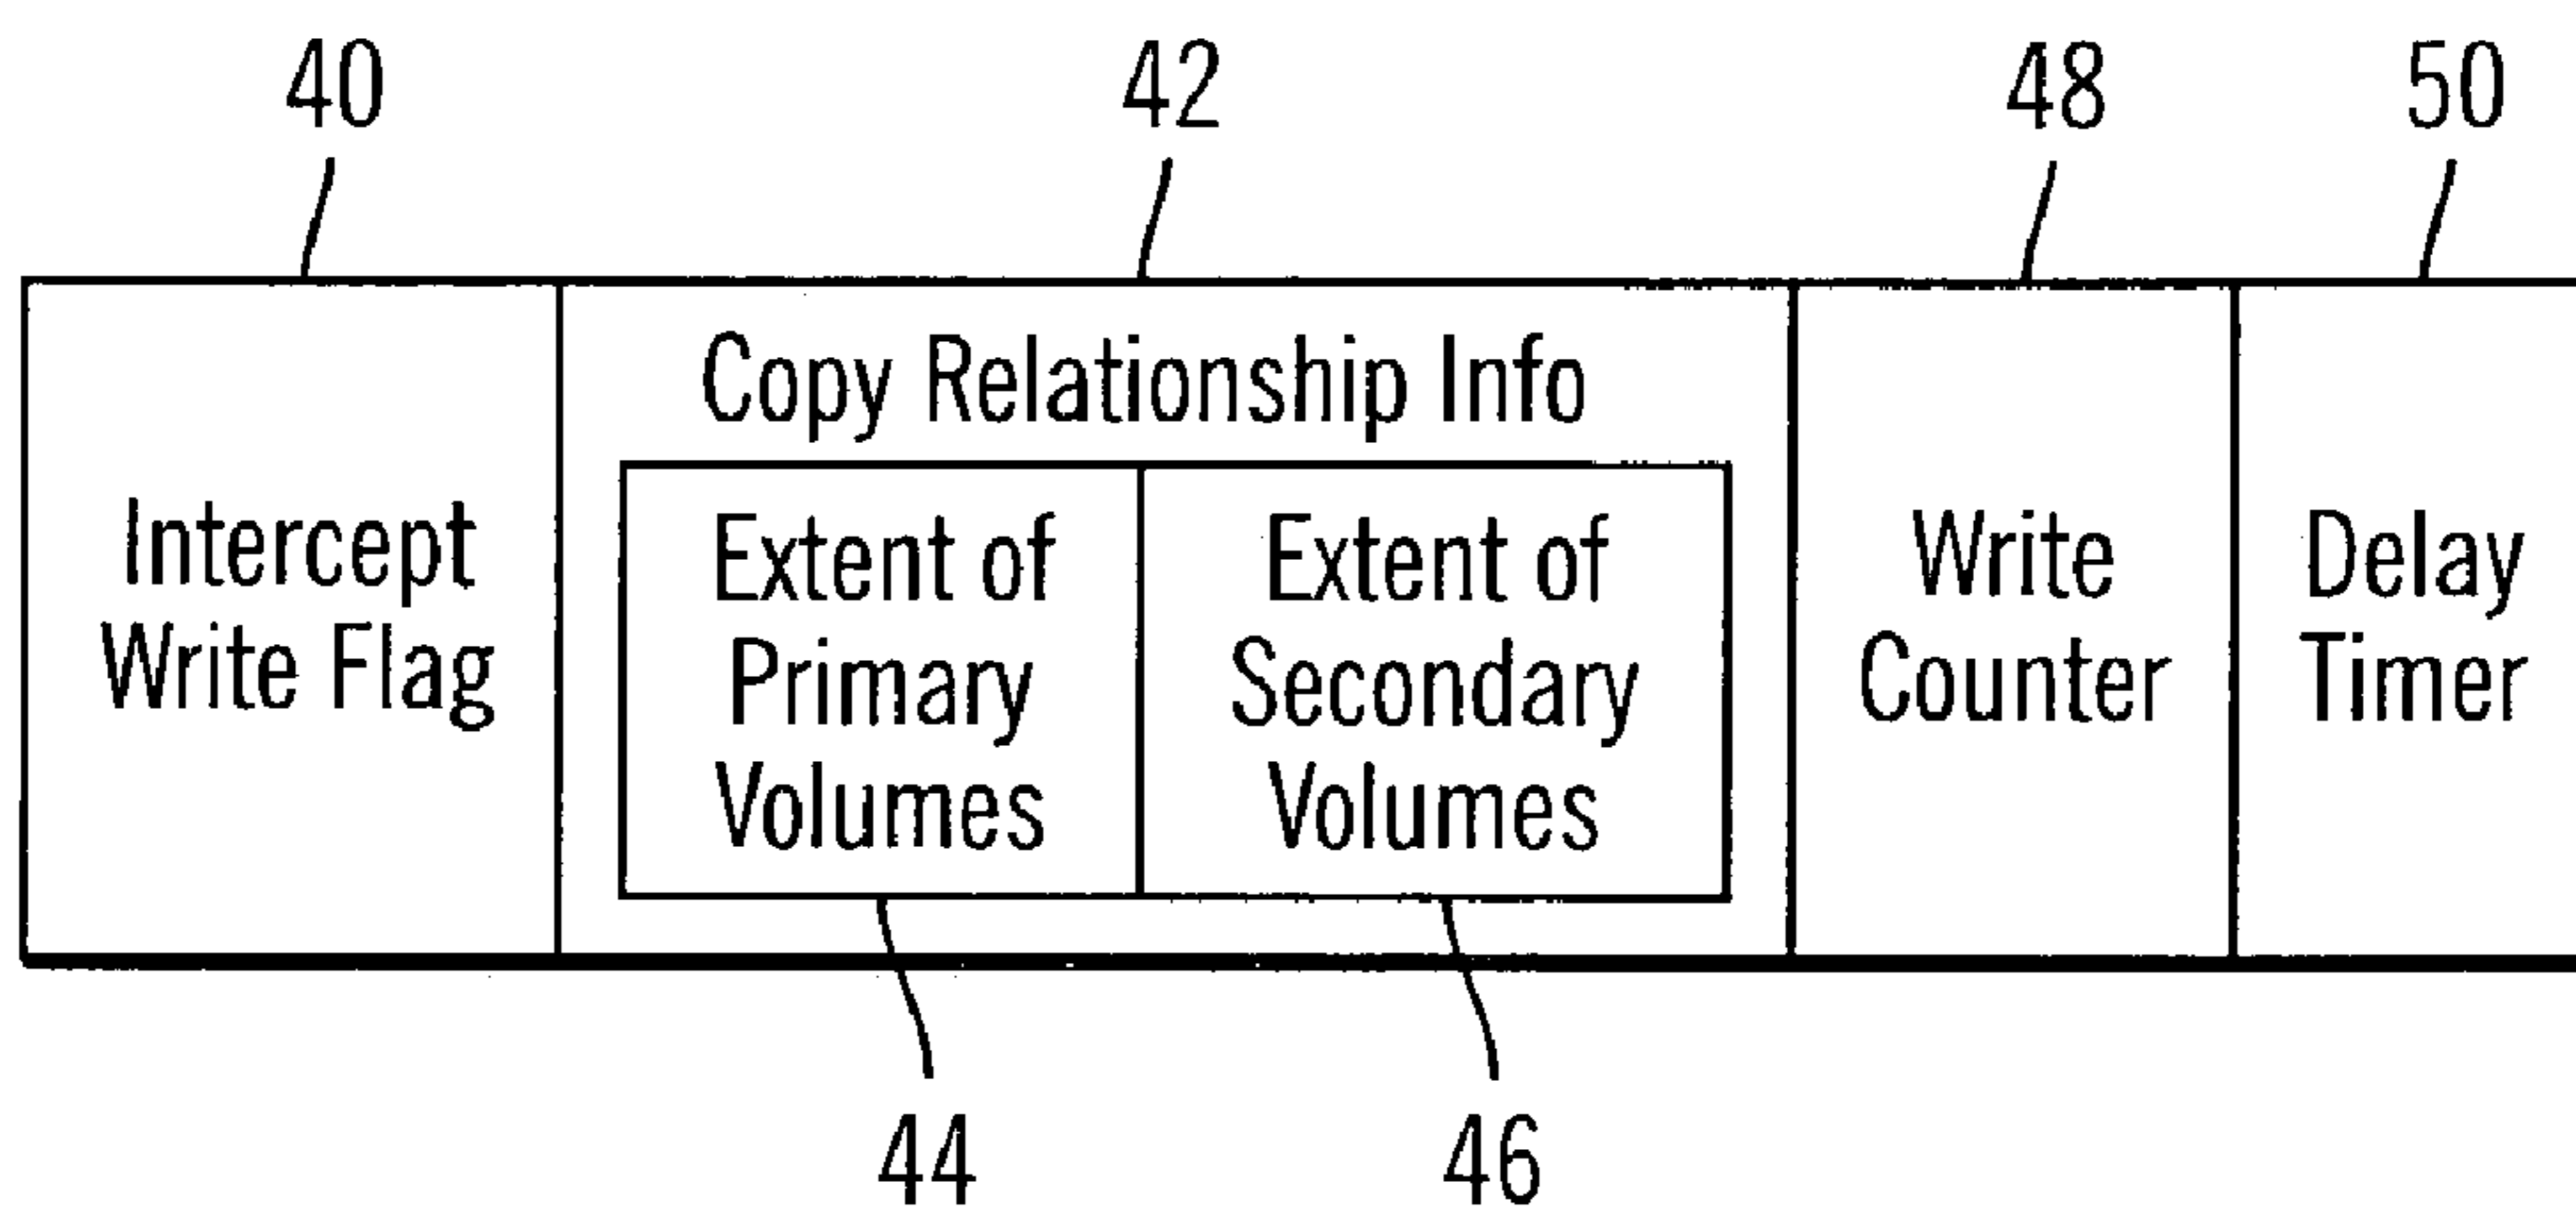 40
42
48
50
Intercept
Write Flag
Copy Relationship Info
Extent of
Primary
Volumes
Extent of
Secondary
Volumes
Write
Counter
Delay
Timer
44
46